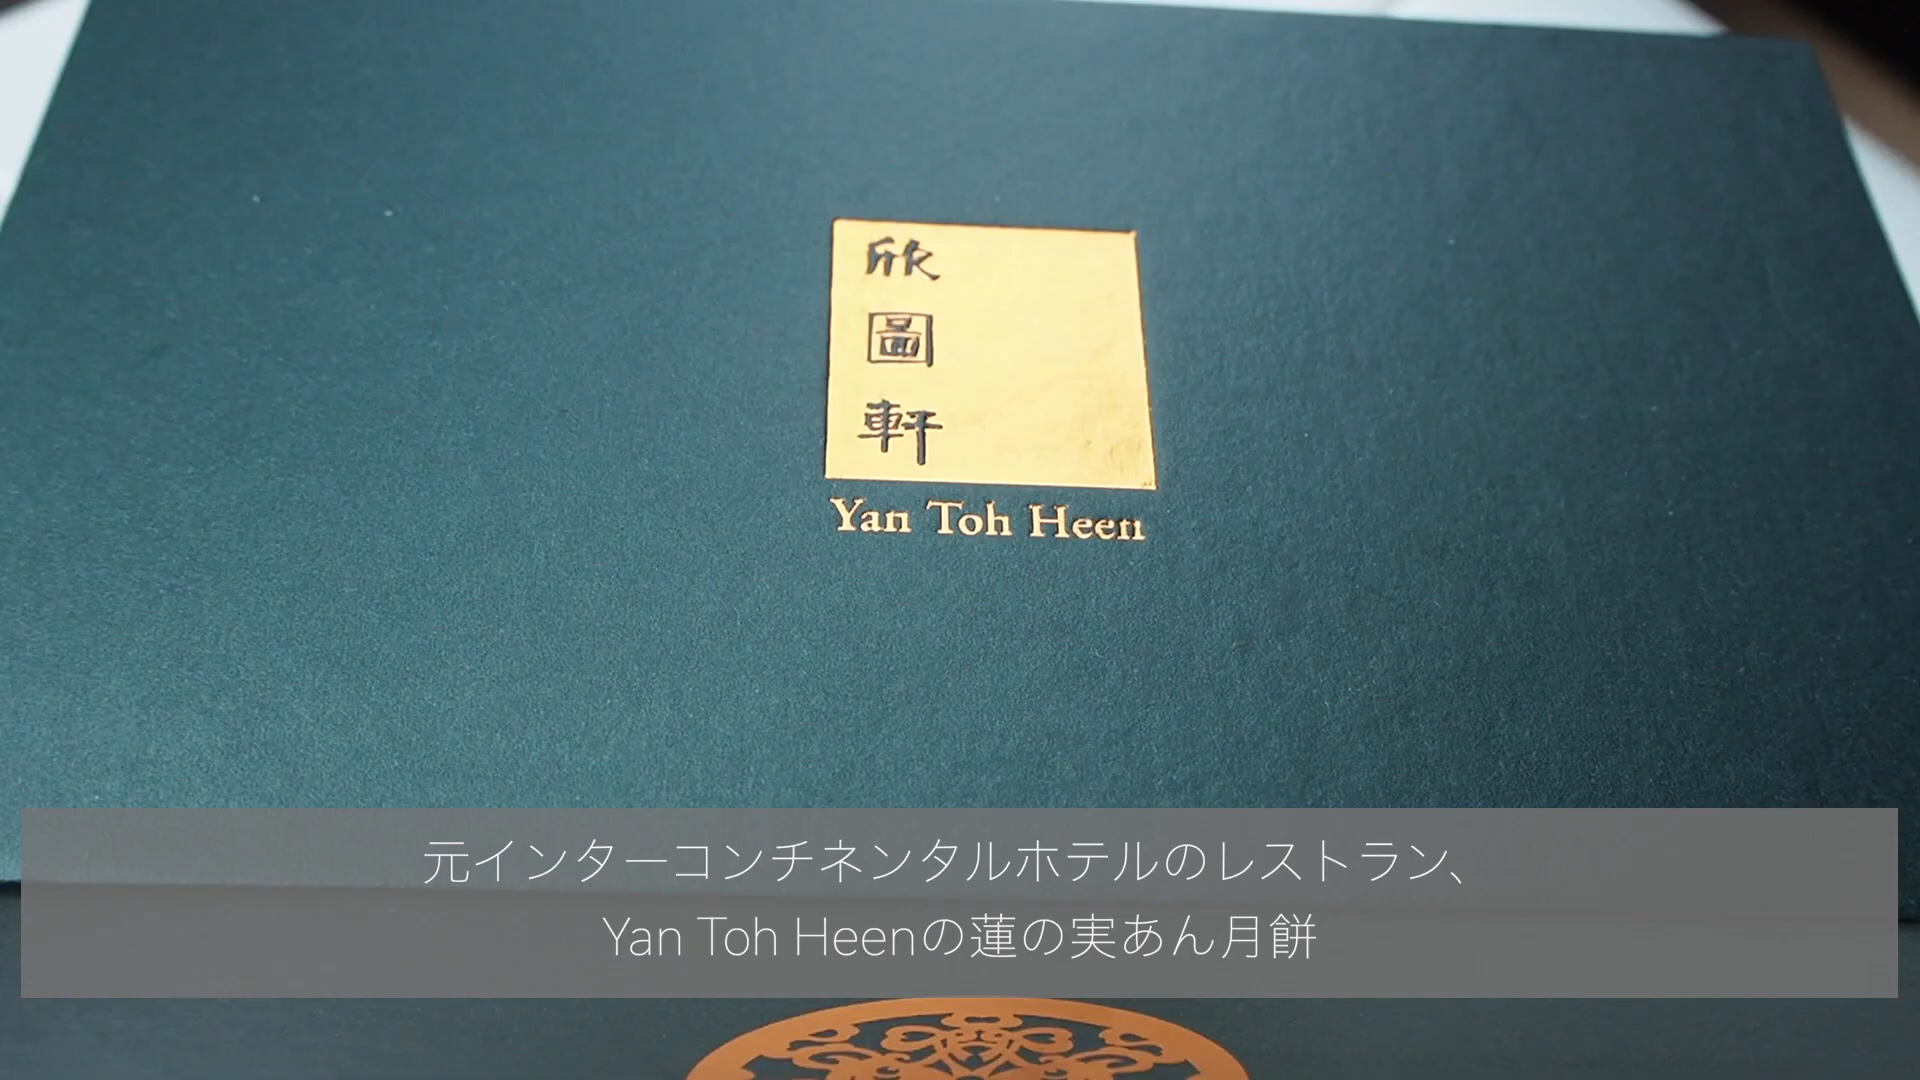 欣
圖
軒
Yan Toh Heen
元インターコンチネンタルホテルのレストラン、
Yan Toh Heenの蓮の実あん月餅